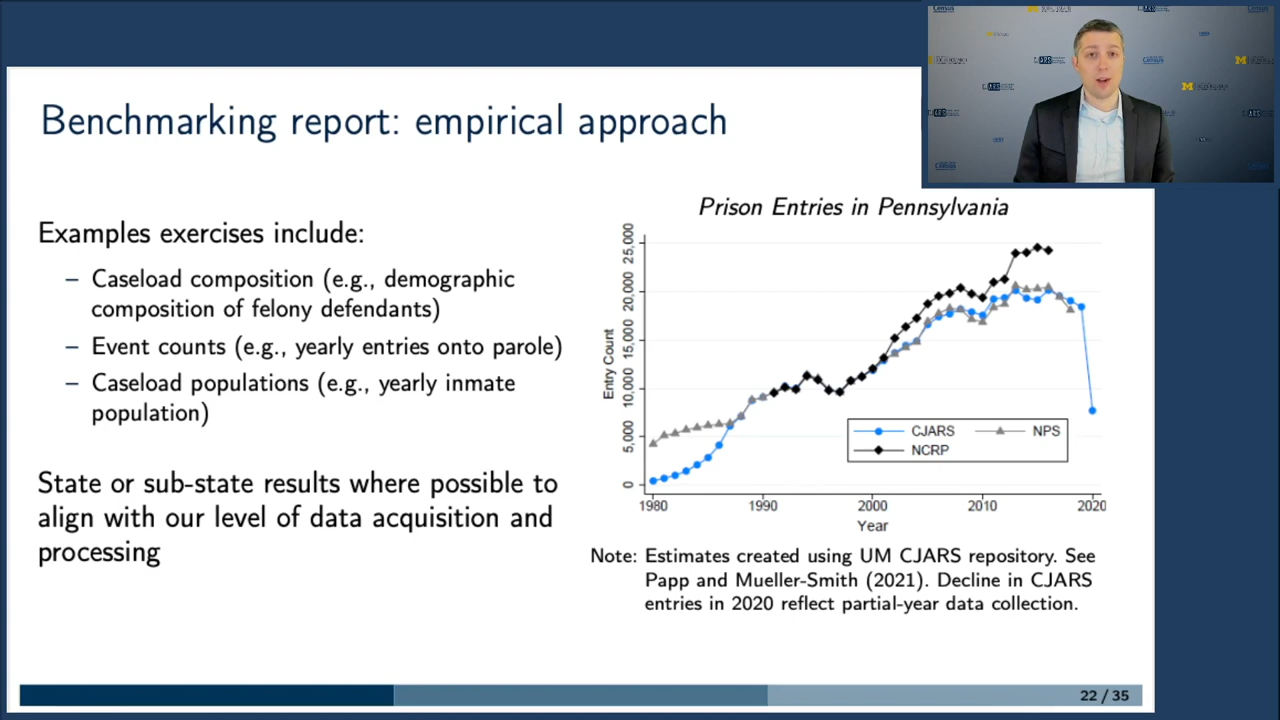 Benchmarking report: empirical approach
Examples exercises include:
– Caseload composition (e.g., demographic
composition of felony defendants)
– Event counts (e.g., yearly entries onto parole)
– Caseload populations (e.g., yearly inmate
population)
State or sub-state results where possible to
align with our level of data acquisition and
processing
Prison Entries in Pennsylvania
Entry Count
25,000
20,000
15,000
10,000
5,000
0
CJARS
NPS
NCRP
1980
1990
2000
2010
2020
Year
Note: Estimates created using UM CJARS repository. See
Papp and Mueller-Smith (2021). Decline in CJARS
entries in 2020 reflect partial-year data collection.
22 / 35
Census
M